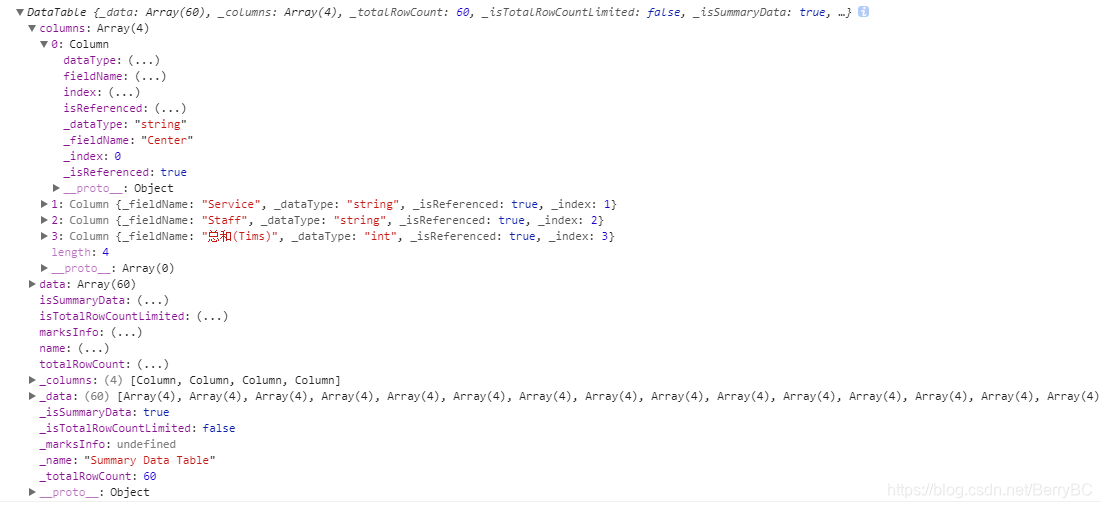 ▼DataTable {_data: Array(60), _columns: Array(4), _totalRowCount: 60, _isTotalRowCountLimited: false, _isSummaryData: true, …} i
▼columns: Array(4)
▼0: Column
dataType: (...)
fieldName: (...)
index: (...)
isReferenced: (...)
_dataType: "string"
_fieldName: "Center"
_index: 0
_isReferenced: true
▶__proto__: Object
▶1: Column {_fieldName: "Service", _dataType: "string", _isReferenced: true, _index: 1}
▶2: Column {_fieldName: "Staff", _dataType: "string", _isReferenced: true, _index: 2}
▶3: Column {_fieldName: "总和(Tims)", _dataType: "int", _isReferenced: true, _index: 3}
length: 4
▶__proto__: Array(0)
▶data: Array(60)
isSummaryData: (...)
isTotalRowCountLimited: (...)
marksInfo: (...)
name: (...)
totalRowCount: (...)
▶_columns: (4) [Column, Column, Column, Column]
▶_data: (60) [Array(4), Array(4), Array(4), Array(4), Array(4), Array(4), Array(4), Array(4), Array(4), Array(4), Array(4), Array(4), Array(4), Array(4), Array(4)
_isSummaryData: true
_isTotalRowCountLimited: false
_marksInfo: undefined
_name: "Summary Data Table"
_totalRowCount: 60
▶__proto__: Object
https://blog.csdn.net/BerryBC